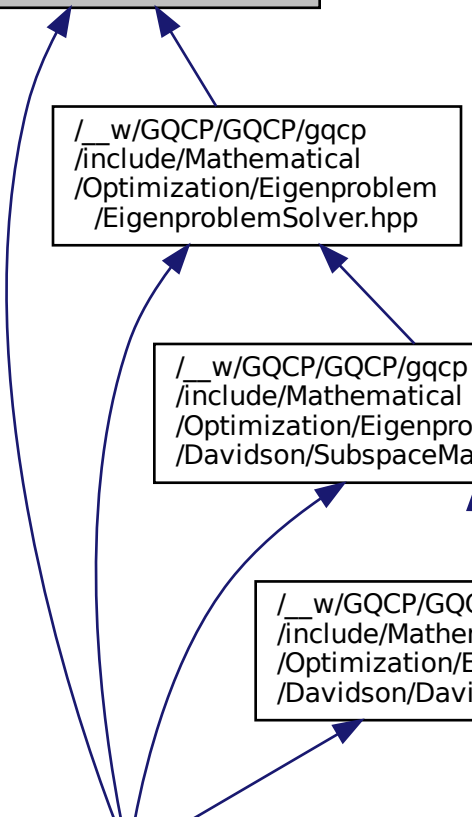 /__w/GQCP/GQCP/gqcp
/include/Mathematical
/Optimization/Eigenproblem
/EigenproblemSolver.hpp
/__w/GQCP/GQCP/gqcp
/include/Mathematical
/Optimization/Eigenpro
/Davidson/SubspaceMa
/__w/GQCP/GQC
/include/Mather
/Optimization/E
/Davidson/Davi